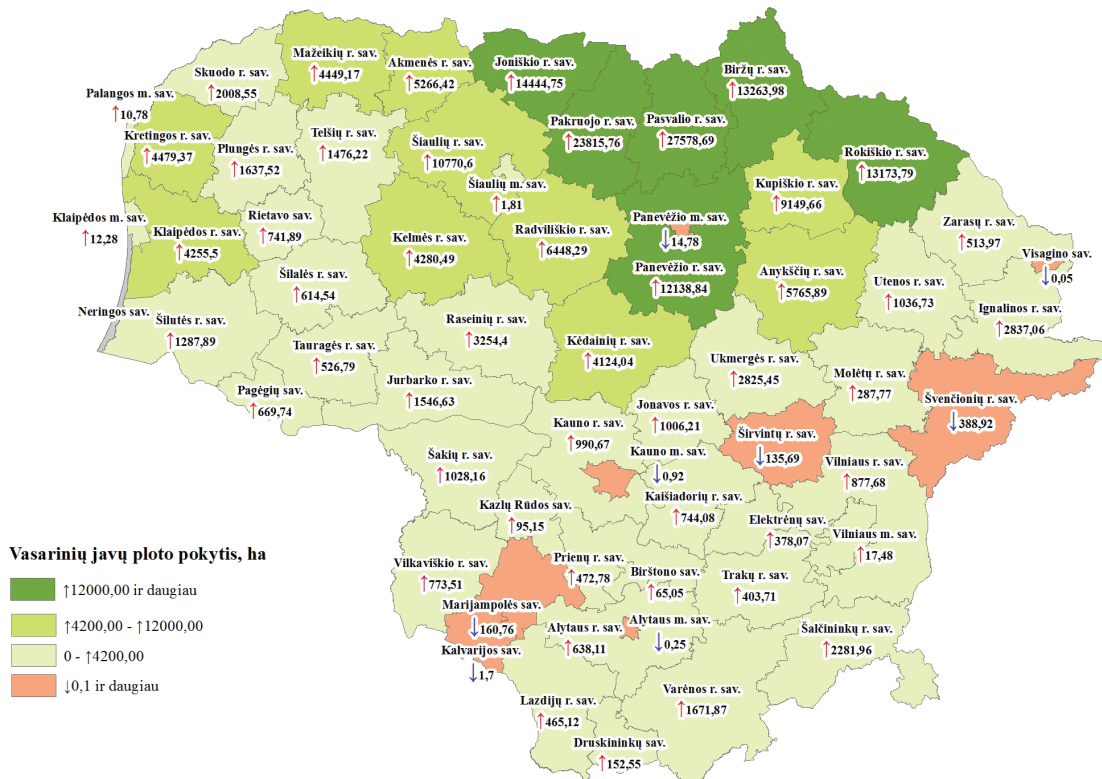 Mažeikių r. sav.
↑4449,17
Akmenės r. sav.
↑5266,42
Joniškio r. sav.
↑14444,75
Biržų r. sav.
↑13263,98
Skuodo r. sav.
↑2008,55
Palangos m. sav.
↑10,78
Kretingos r. sav.
↑4479,37
Plungės r. sav.
↑1637,52
Telšių r. sav.
↑1476,22
Šiaulių r. sav.
↑10770,6
Pakruojo r. sav.
↑23815,76
Pasvalio r. sav.
↑27578,69
Rokiškio r. sav.
↑13173,79
Šiaulių m. sav.
↑1,81
Kupiškio r. sav.
↑9149,66
Klaipėdos m. sav.
↑12,28
Klaipėdos r. sav.
↑4255,5
Rietavo sav.
↑741,89
Kelmės r. sav.
↑4280,49
Radviliškio r. sav.
↑6448,29
Panevėžio m. sav.
↓14,78
Panevėžio r. sav.
↑12138,84
Anykščių r. sav.
↑5765,89
Zarasų r. sav.
↑513,97
Visagino sav.
↓0,05
Utenos r. sav.
↑1036,73
Ignalinos r. sav.
↑2837,06
Šilalės r. sav.
↑614,54
Neringos sav.
Šilutės r. sav.
↑1287,89
Tauragės r. sav.
↑526,79
Raseinių r. sav.
↑3254,4
Kėdainių r. sav.
↑4124,04
Ukmergės r. sav.
↑2825,45
Molėtų r. sav.
↑287,77
Švenčionių r. sav.
↓388,92
Pagėgių sav.
↑669,74
Jurbarko r. sav.
↑1546,63
Jonavos r. sav.
↑1006,21
Kauno r. sav.
↑990,67
Širvintų r. sav.
↓135,69
Kauno m. sav.
↓0,92
Šakių r. sav.
↑1028,16
Vilniaus r. sav.
↑877,68
Kaišiadorių r. sav.
↑744,08
Kazlų Rūdos sav.
↑95,15
Elektrėnų sav.
↑378,07
Vilniaus m. sav.
↑17,48
Vilkaviškio r. sav.
↑773,51
Prienų r. sav.
↑472,78
Birštono sav.
↑65,05
Trakų r. sav.
↑403,71
Marijampolės sav.
↓160,76
Alytaus r. sav.
↑638,11
Alytaus m. sav.
↓0,25
Šalčininkų r. sav.
↑2281,96
Kalvarijos sav.
↓1,7
Lazdijų r. sav.
↑465,12
Varėnos r. sav.
↑1671,87
Druskininkų sav.
↑152,55
Vasarinių javų ploto pokytis, ha
↑12000,00 ir daugiau
↑4200,00 - ↑12000,00
0 - ↑4200,00
↓0,1 ir daugiau